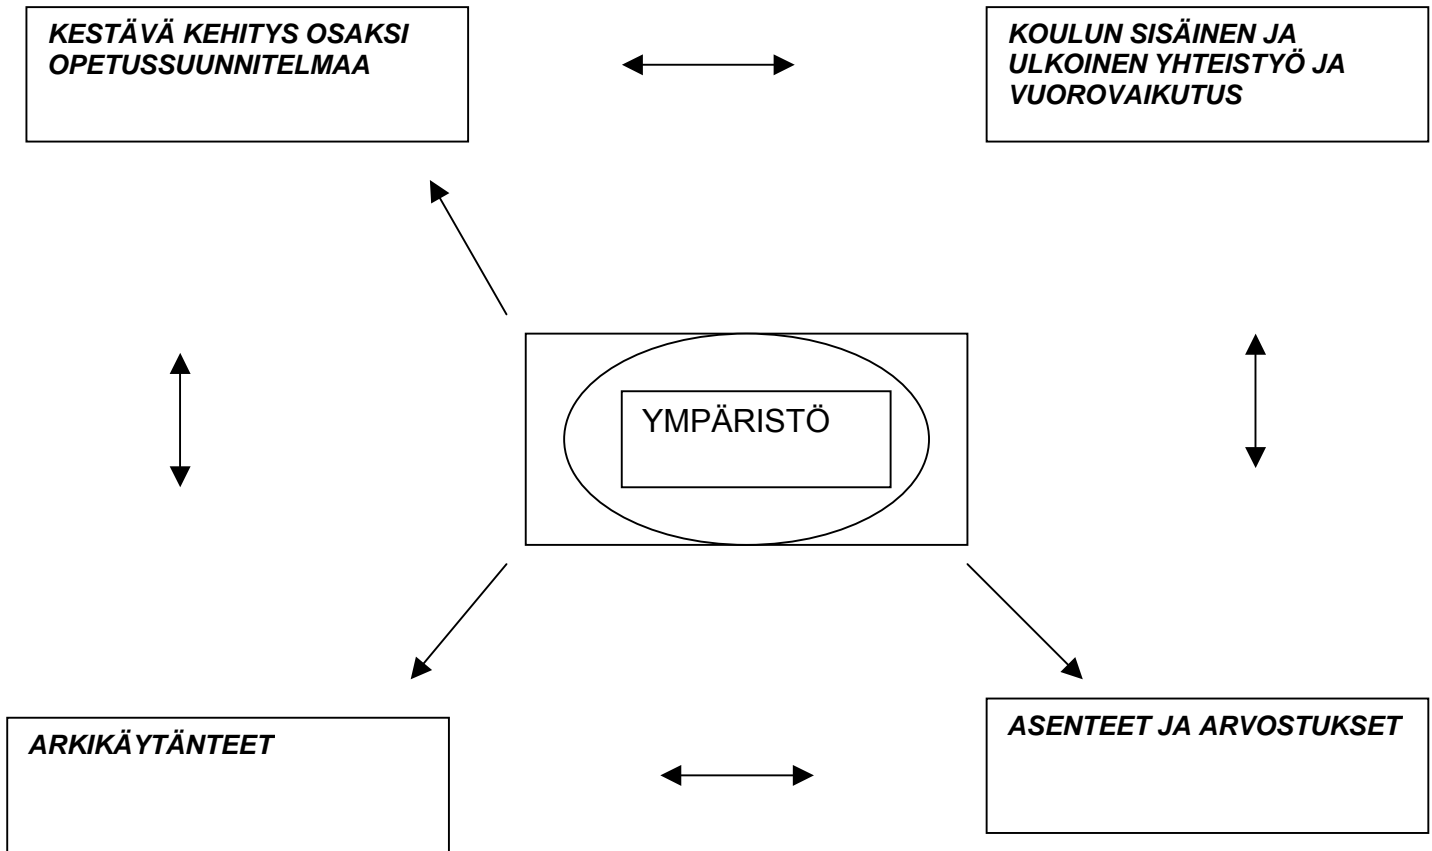 KESTÄVÄ KEHITYS OSAKSI
OPETUSSUUNNITELMAA
KOULUN SISÄINEN JA
ULKOINEN YHTEISTYÖ JA
VUOROVAIKUTUS
YMPÄRISTÖ
ARKIKÄYTÄNTEET
ASENTEET JA ARVOSTUKSET